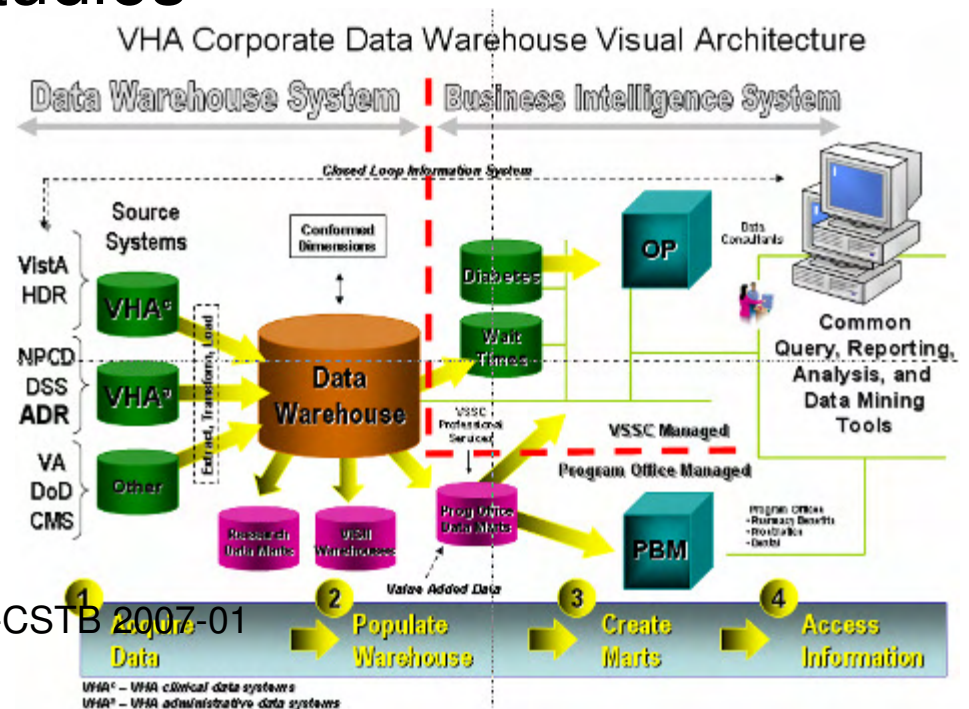 VHA Corporate Data Warehouse Visual Architecture
Data Warehouse System
Business Intelligence System
Closed Loop Information System
Source
Systems
VistA
HDR
NPCD
DSS
ADR
VA
DoD
CMS
VHAᶜ
VHAᵃ
Other
Extract, Transform, Load
Conformed
Dimensions
Data
Warehouse
Research
Data Marts
VISN
Warehouses
Prog Office
Data Marts
Value Added Data
VSSC
Professional
Services
Diabetes
Wait
Times
OP
PBM
VSSC Managed
Program Office Managed
Data
Consultants
Common
Query, Reporting,
Analysis, and
Data Mining
Tools
Program Offices
•Pharmacy Benefits
•Prosthetics
•Dental
1
Acquire
Data
2
Populate
Warehouse
3
Create
Marts
4
Access
Information
CSTB 2007-01
VHAᶜ – VHA clinical data systems
VHAᵃ – VHA administrative data systems